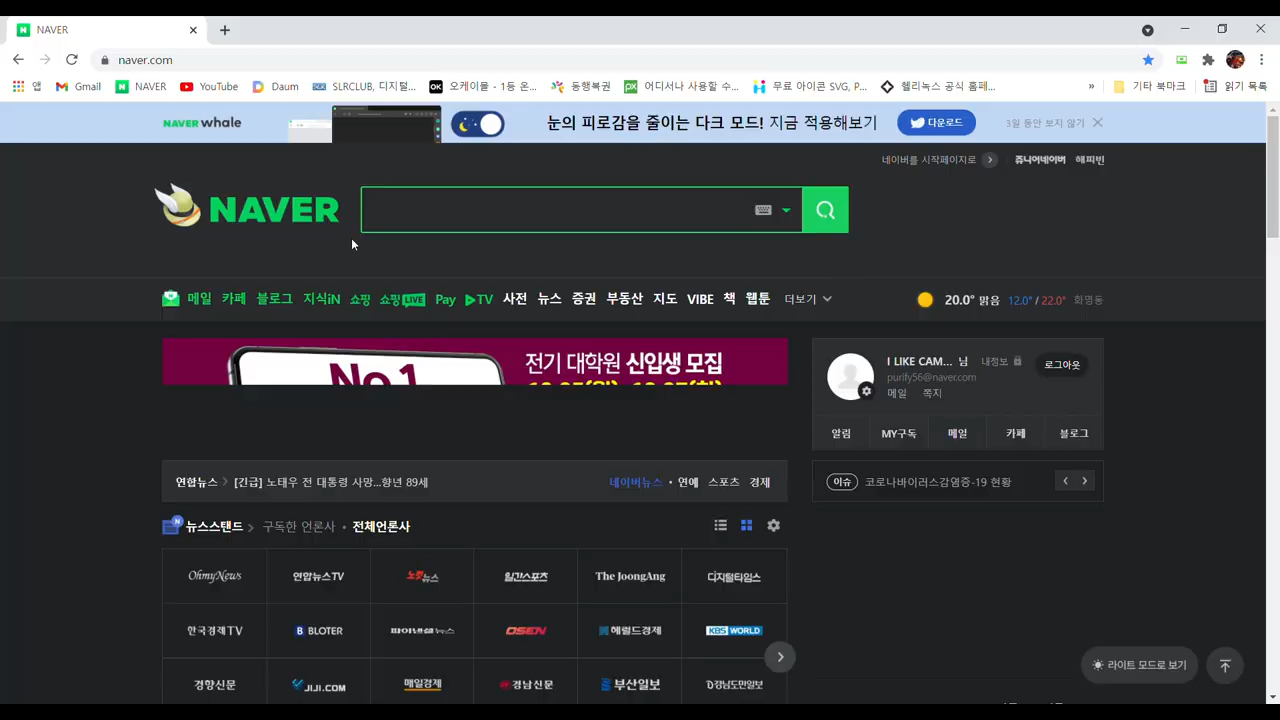 NAVER
naver.com
앱 Gmail NAVER YouTube Daum SLRCLUB, 디지털... OK 오케이몰 - 1품 온... 동행복권 px 어디서나 사용할 수... 무료 아이콘 SVG, P... 헬리녹스 공식 홈페... » 기타 북마크 읽기 목록
NAVER whale 눈의 피로감을 줄이는 다크 모드! 지금 적용해보기 다운로드 3일 동안 보지 않기
네이버를 시작페이지로 쥬니어네이버 해피빈
NAVER
메일 카페 블로그 지식iN 쇼핑 쇼핑LIVE Pay TV 사전 뉴스 증권 부동산 지도 VIBE 책 웹툰 더보기 20.0° 맑음 12.0° / 22.0° 화명동
No.1
전기 대학원 신입생 모집
I LIKE CAM... 님 내정보 로그아웃
purify56@naver.com
메일 쪽지
알림 MY구독 메일 카페 블로그
연합뉴스 [긴급] 노태우 전 대통령 사망...향년 89세 네이버뉴스 · 연예 스포츠 경제
이슈 코로나바이러스감염증-19 현황
N 뉴스스탠드 구독한 언론사 · 전체언론사
OhmyNews 연합뉴스TV 노컷뉴스 일간스포츠 The JoongAng 디지털타임스
한국경제TV BLOTER 파이낸셜뉴스 OSEN 헤럴드경제 KBS WORLD
경향신문 JIJI.COM 매일경제 경남신문 부산일보 경남도민일보
라이트 모드로 보기